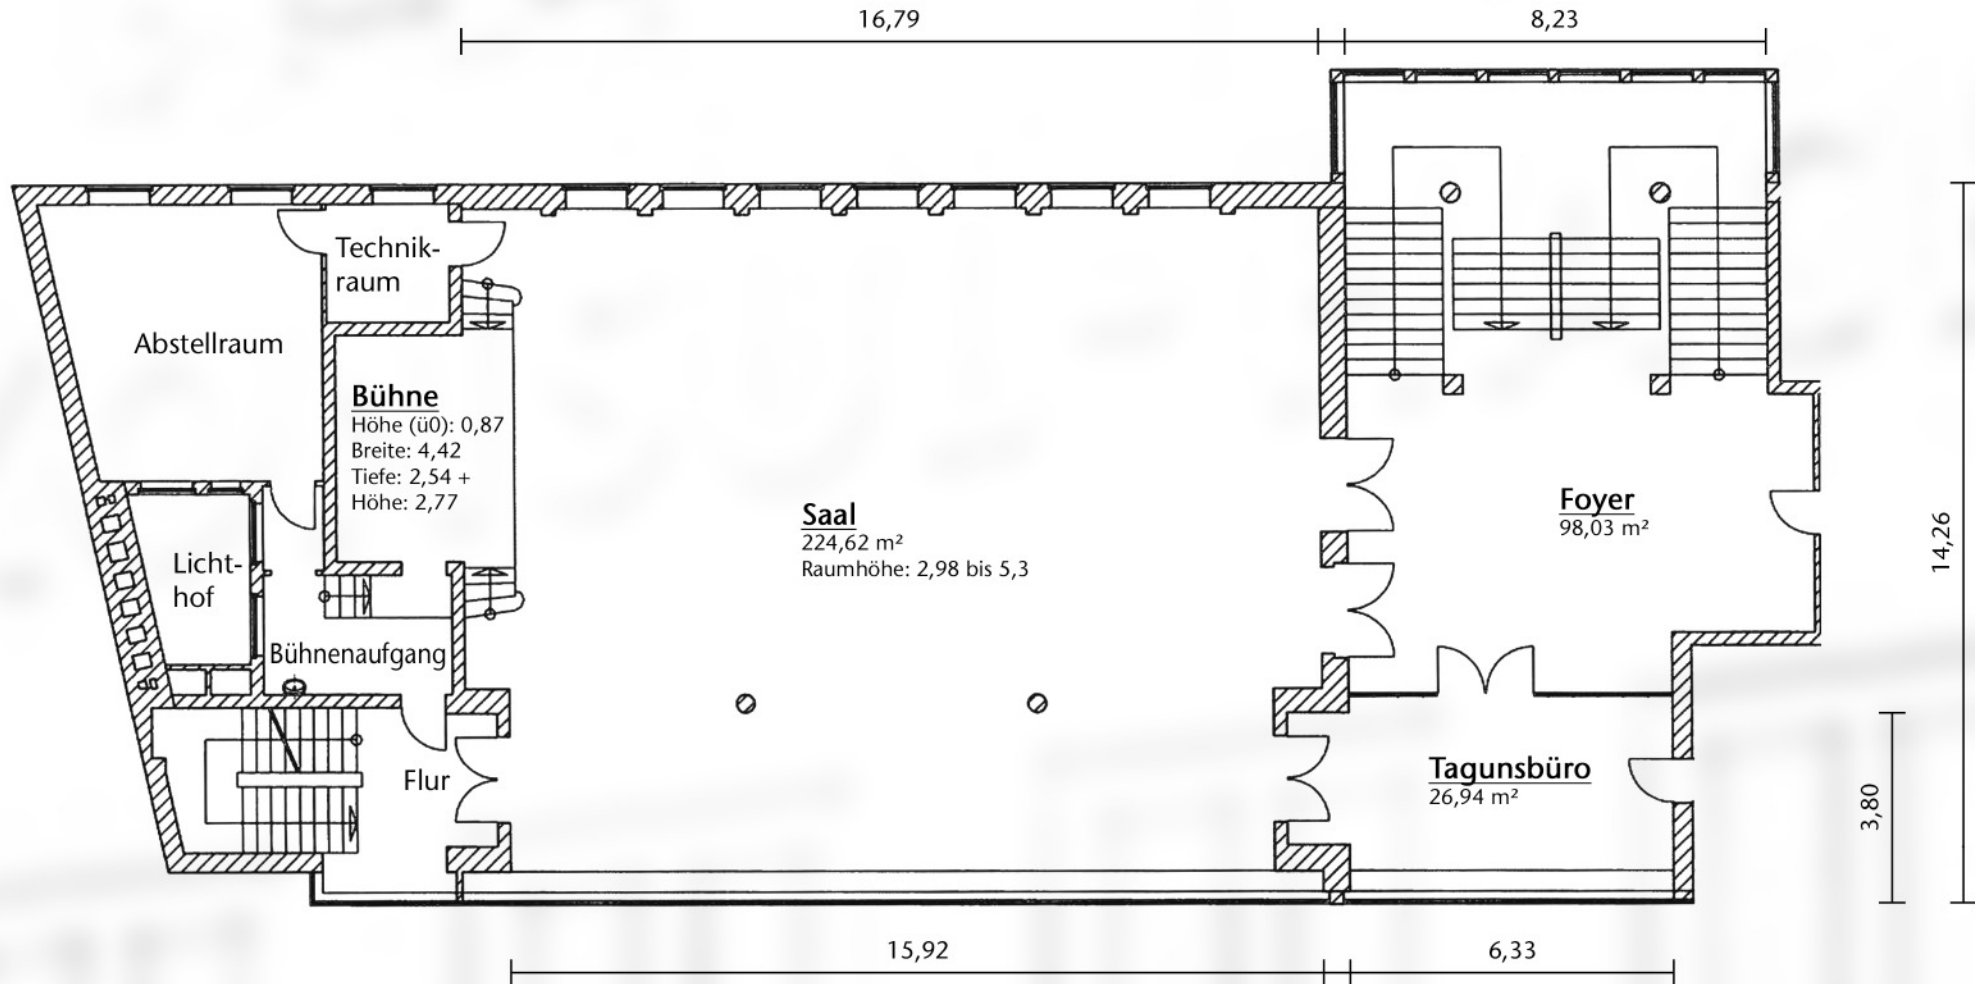 16,79
8,23
Technik-
raum
Abstellraum
Bühne
Höhe (ü0): 0,87
Breite: 4,42
Tiefe: 2,54 +
Höhe: 2,77
Saal
224,62 m²
Raumhöhe: 2,98 bis 5,3
Foyer
98,03 m²
14,26
Licht-
hof
Bühnenaufgang
Flur
Tagunsbüro
26,94 m²
3,80
15,92
6,33